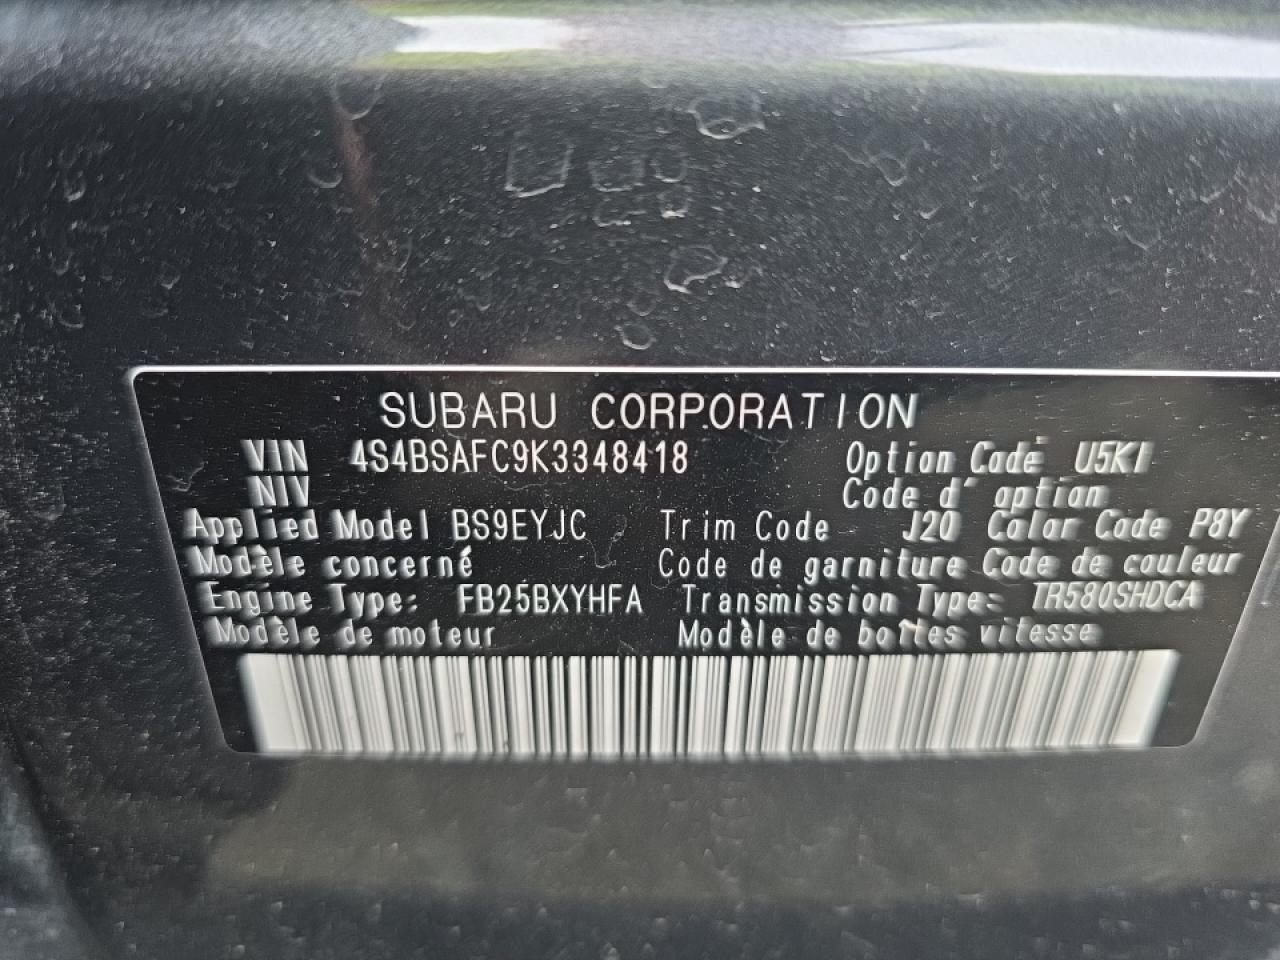 SUBARU CORPORATION
VIN 4S4BSAFC9K3348418 Option Code U5KI
NIV Code d'option
Applied Model BS9EYJC Trim Code J20 Color Code P8Y
Modèle concerné Code de garniture Code de couleur
Engine Type: FB25BXYHFA Transmission Type: TR580SHDCA
Modèle de moteur Modèle de boîtes vitesse